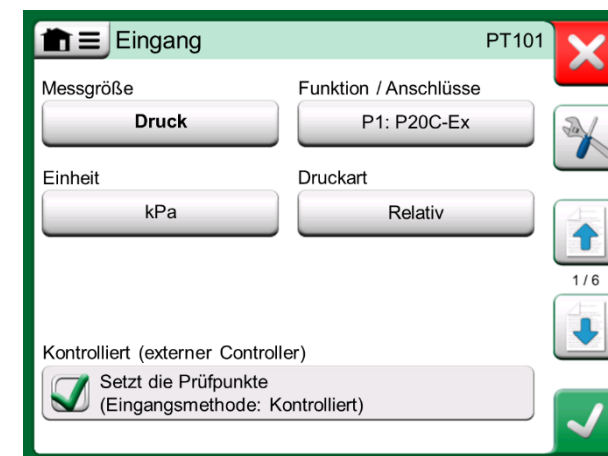 Eingang PT101
Messgröße Funktion / Anschlüsse
Druck P1: P20C-Ex
Einheit Druckart
kPa Relativ
1 / 6
Kontrolliert (externer Controller)
Setzt die Prüfpunkte
(Eingangsmethode: Kontrolliert)